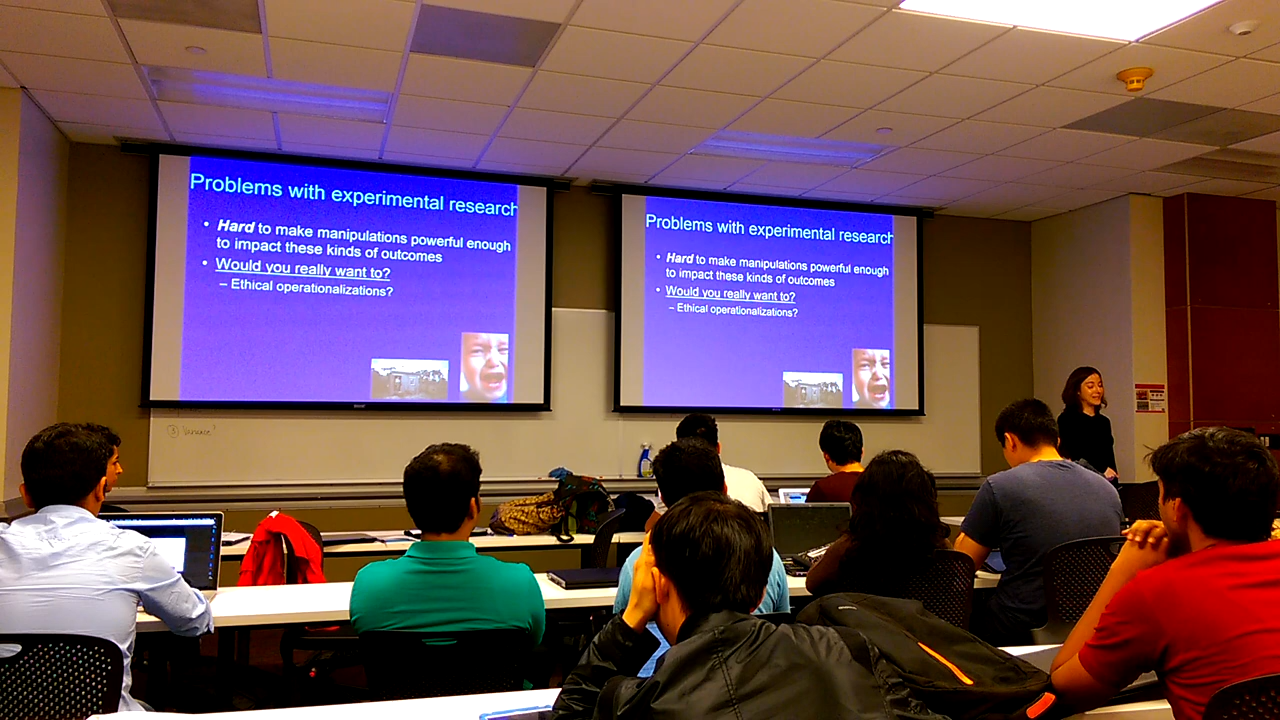 Problems with experimental research
• Hard to make manipulations powerful enough
to impact these kinds of outcomes
• Would you really want to?
– Ethical operationalizations?
Problems with experimental research
• Hard to make manipulations powerful enough
to impact these kinds of outcomes
• Would you really want to?
– Ethical operationalizations?
③ Variance?